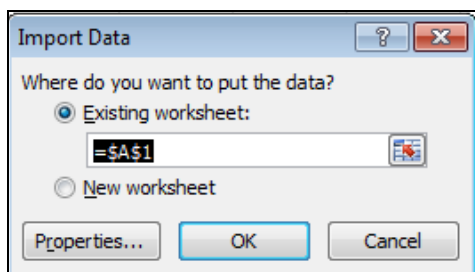 Import Data
Where do you want to put the data?
Existing worksheet:
=$A$1
New worksheet
Properties... OK Cancel